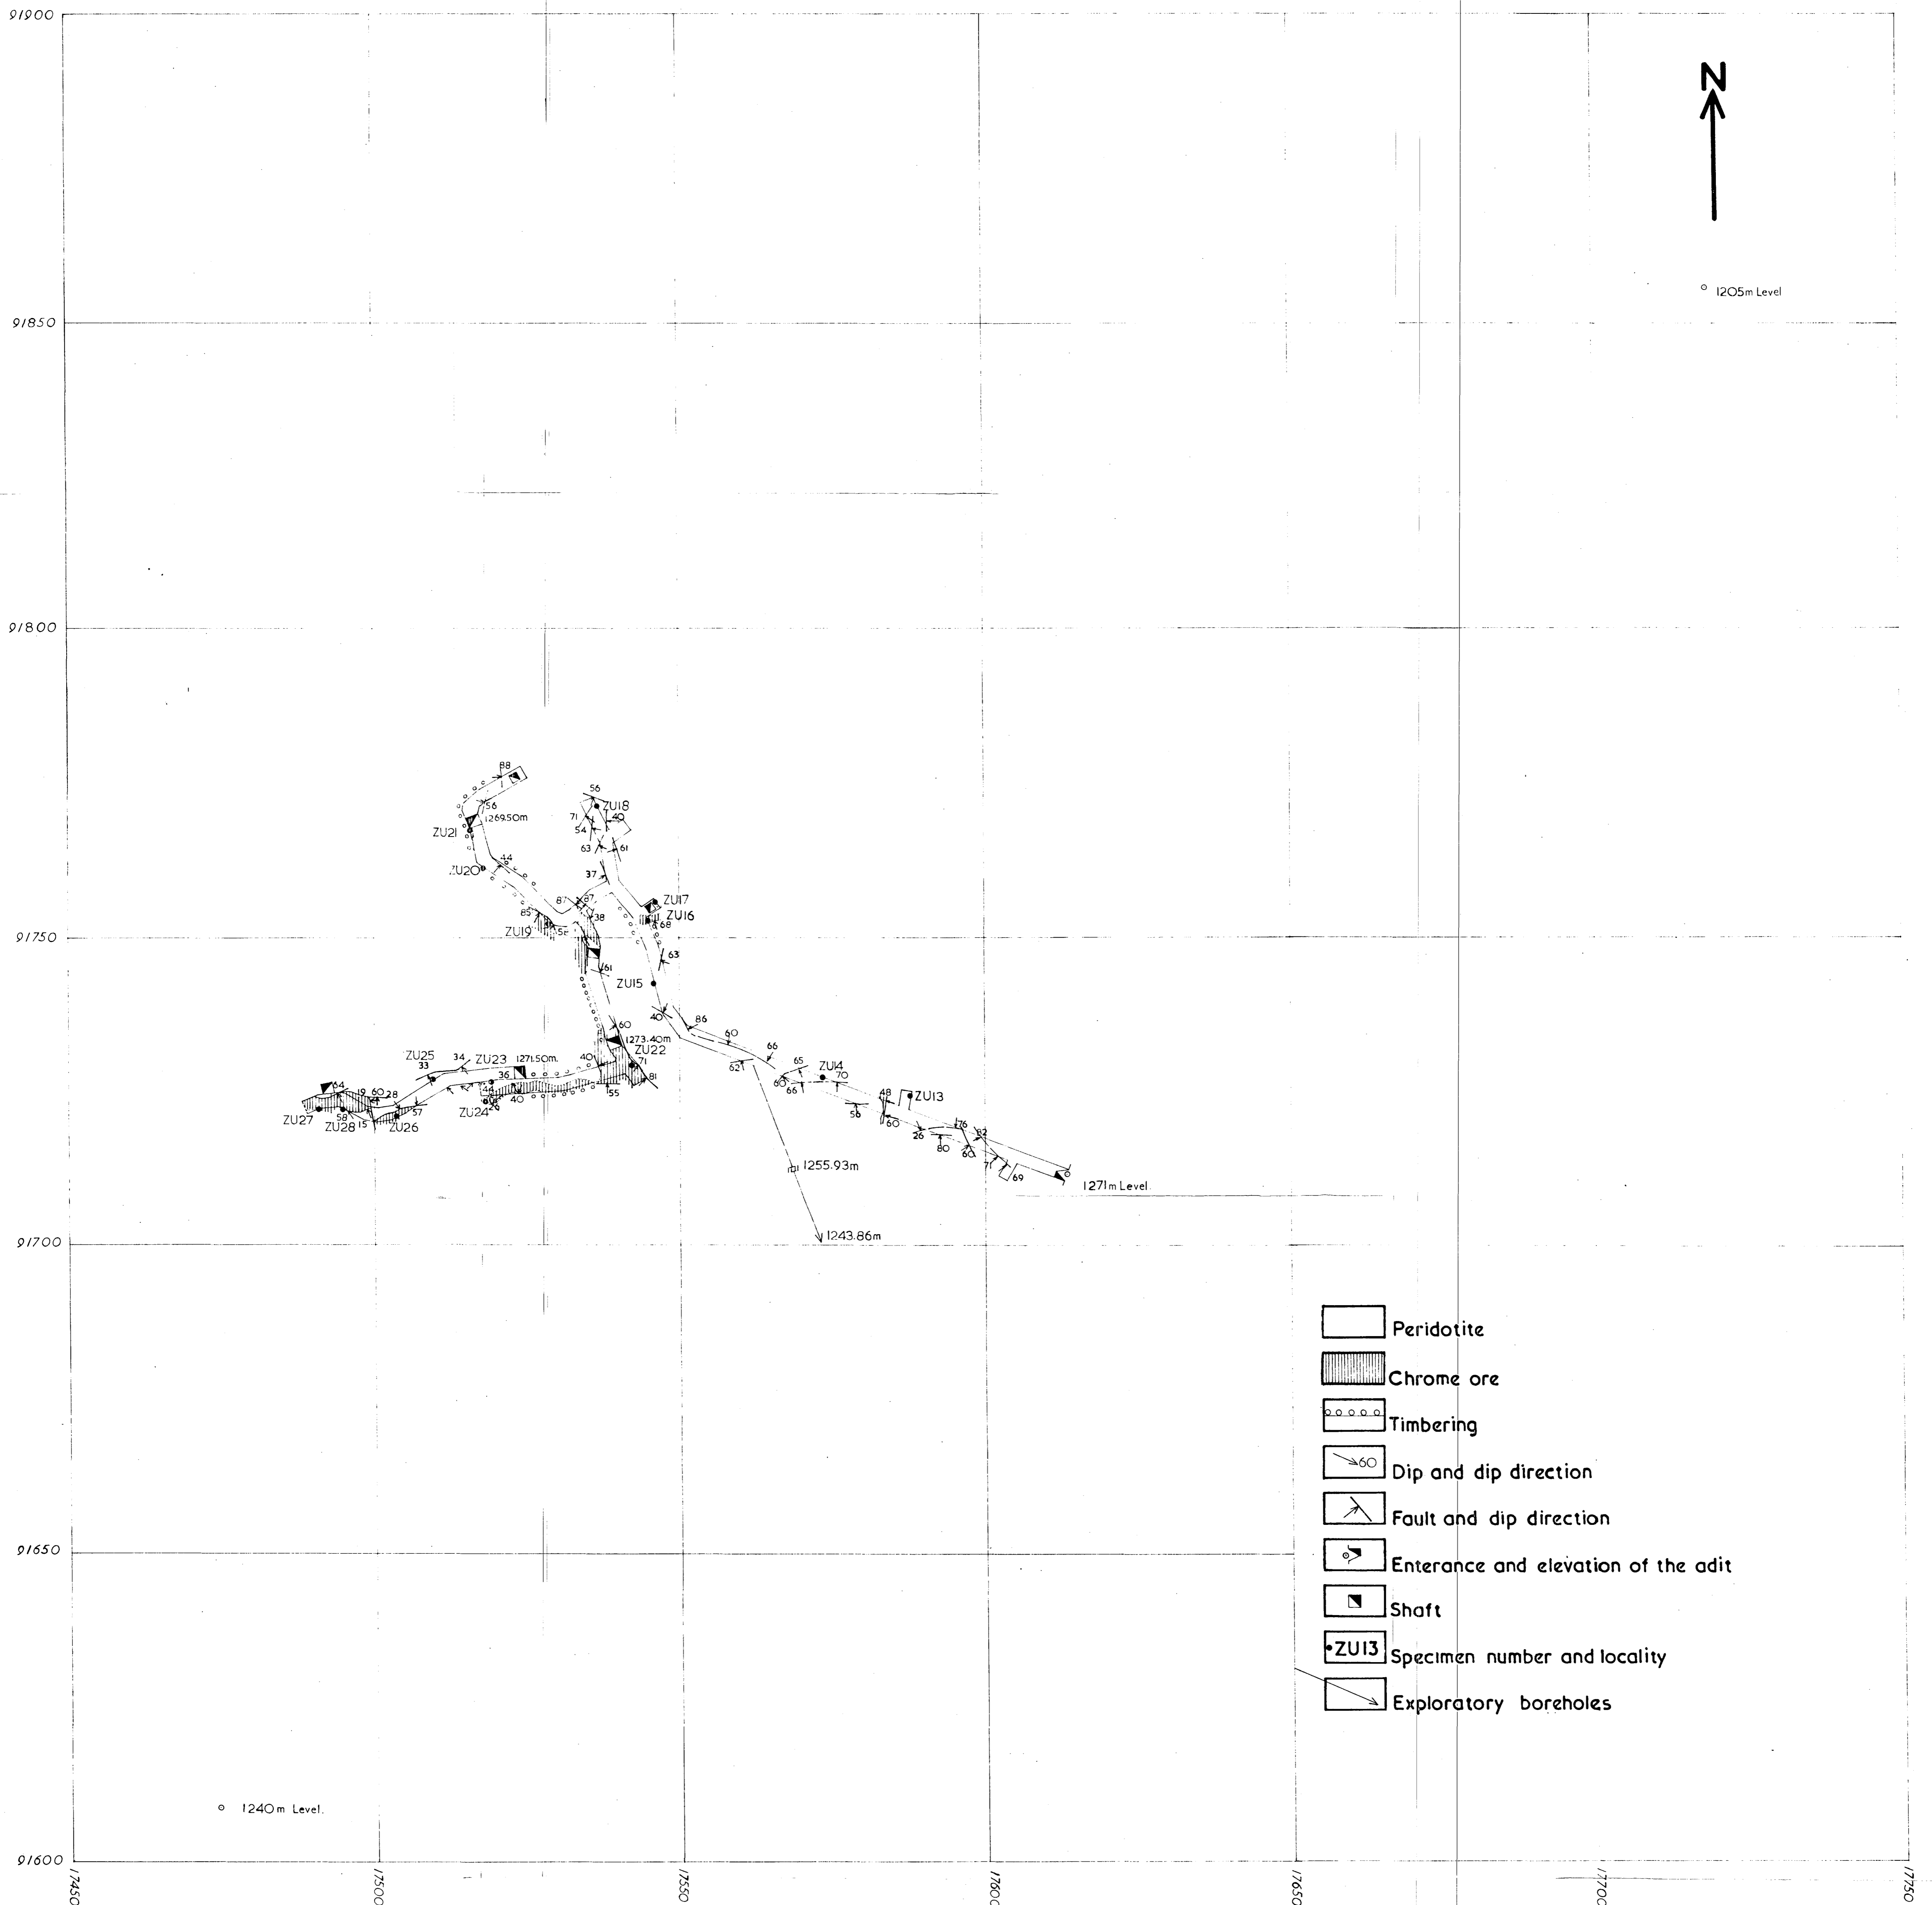 91900
N
1205m Level
91850
91800
88
56
1269.50m
ZU21
ZU20
44
56
ZU18
71
40
54
63
61
37
87
87
38
85
ZU19
ZU17
ZU16
68
91750
63
61
ZU15
40
86
60
60
66
1273.40m
ZU22
71
40
81
55
62
65
ZU14
60
66
70
ZU25
33
34
ZU23
1271.50m.
36
44
40
ZU24
26
64
19
60
28
57
ZU27
58
ZU28
15
ZU26
48
ZU13
56
60
26
76
82
80
60
71
69
1255.93m
1271m Level.
1243.86m
91700
Peridotite
Chrome ore
Timbering
60 Dip and dip direction
Fault and dip direction
91650
Enterance and elevation of the adit
Shaft
ZU13 Specimen number and locality
Exploratory boreholes
1240m Level.
91600
17450
17500
17550
17600
17650
17700
17750